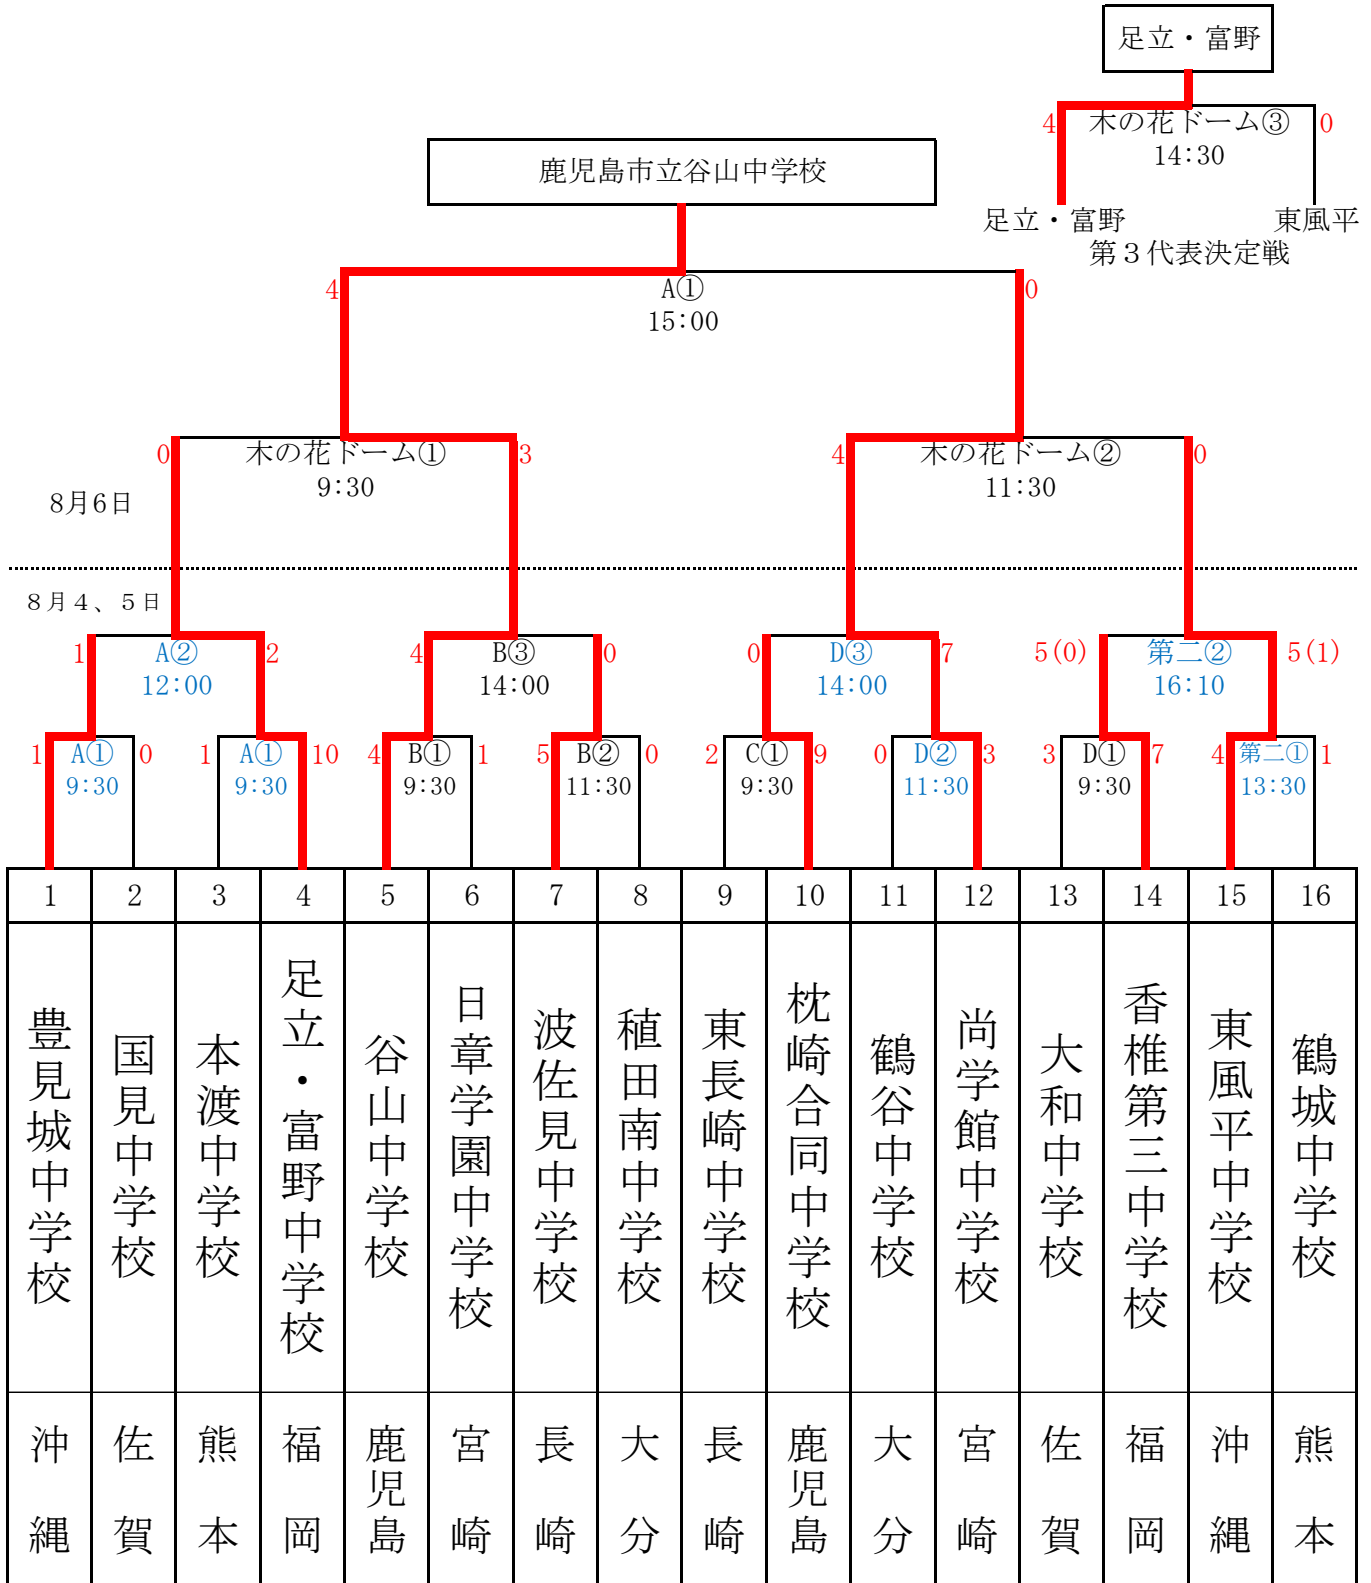 足立・富野
4 木の花ドーム③ 0
14:30
足立・富野 東風平
第３代表決定戦
鹿児島市立谷山中学校
4 A① 0
15:00
0 木の花ドーム① 3 4 木の花ドーム② 0
9:30 11:30
8月6日
８月４、５日
1 A② 2 4 B③ 0 0 D③ 7 5(0) 第二② 5(1)
12:00 14:00 14:00 16:10
1 A① 0 1 A① 10 4 B① 1 5 B② 0 2 C① 9 0 D② 3 3 D① 7 4 第二① 1
9:30 9:30 9:30 11:30 9:30 11:30 9:30 13:30
1 2 3 4 5 6 7 8 9 10 11 12 13 14 15 16
豊見城中学校
国見中学校
本渡中学校
足立・富野中学校
谷山中学校
日章学園中学校
波佐見中学校
稙田南中学校
東長崎中学校
枕崎合同中学校
鶴谷中学校
尚学館中学校
大和中学校
香椎第三中学校
東風平中学校
鶴城中学校
沖縄 佐賀 熊本 福岡 鹿児島 宮崎 長崎 大分 長崎 鹿児島 大分 宮崎 佐賀 福岡 沖縄 熊本